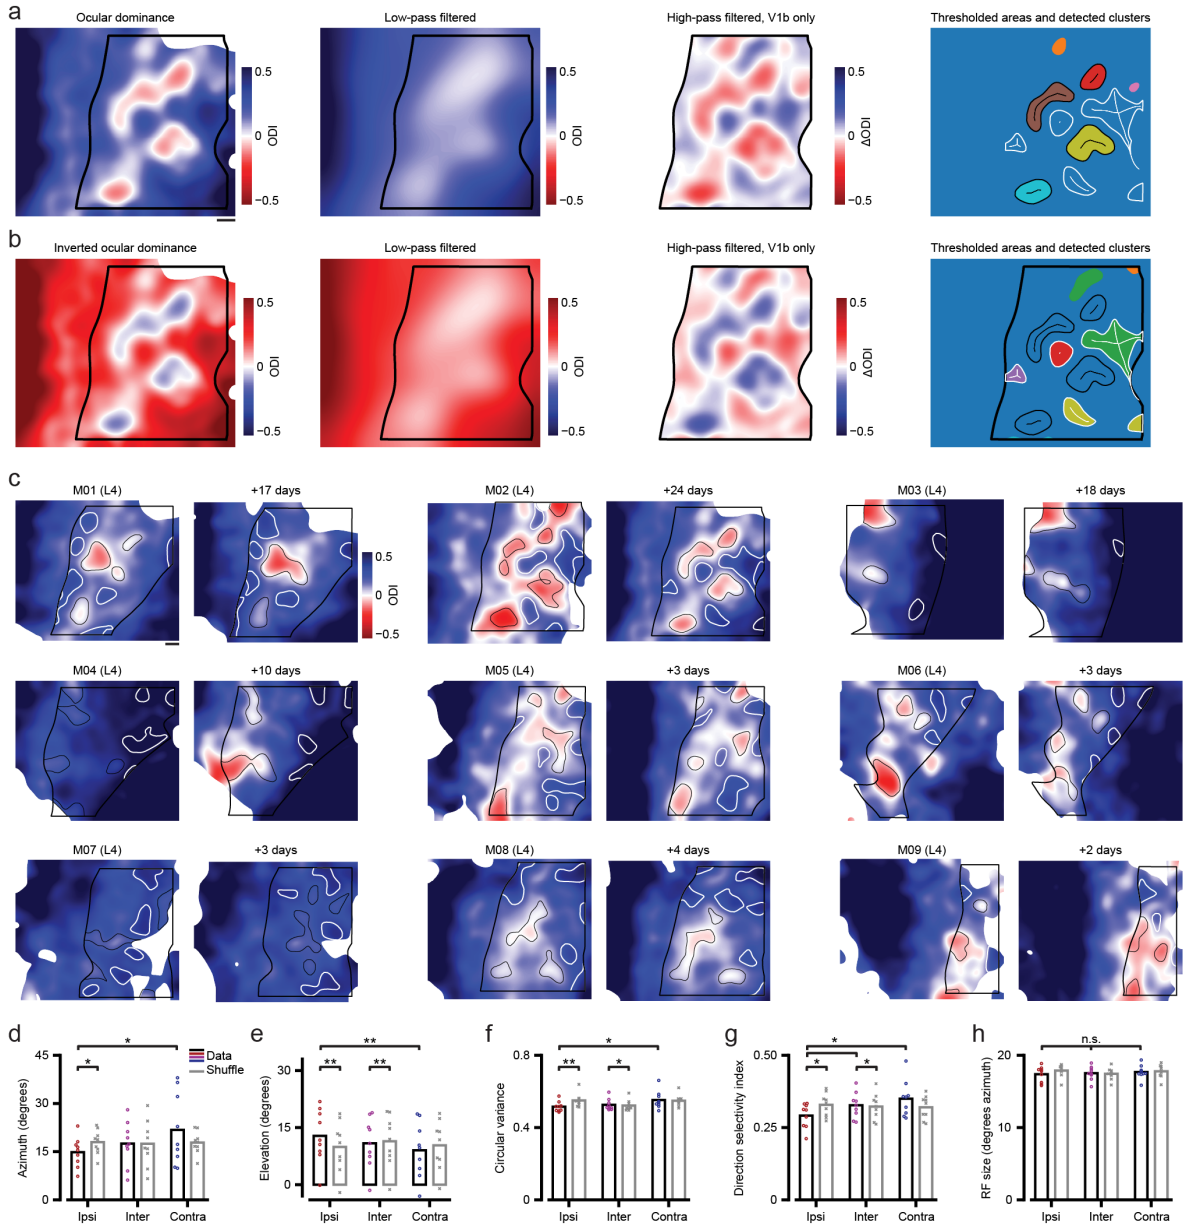 a
Ocular dominance
Low-pass filtered
High-pass filtered, V1b only
Thresholded areas and detected clusters
0.5
0
−0.5
ODI
0.5
0
−0.5
ODI
0.5
0
−0.5
ΔODI
b
Inverted ocular dominance
Low-pass filtered
High-pass filtered, V1b only
Thresholded areas and detected clusters
0.5
0
−0.5
ODI
0.5
0
−0.5
ODI
0.5
0
−0.5
ΔODI
c
M01 (L4)
+17 days
M02 (L4)
+24 days
M03 (L4)
+18 days
0.5
0
−0.5
ODI
M04 (L4)
+10 days
M05 (L4)
+3 days
M06 (L4)
+3 days
M07 (L4)
+3 days
M08 (L4)
+4 days
M09 (L4)
+2 days
d
*
*
Data
Shuffle
Azimuth (degrees)
45
30
15
0
Ipsi
Inter
Contra
e
**
**
**
Elevation (degrees)
30
15
0
Ipsi
Inter
Contra
f
*
**
*
Circular variance
0.8
0.4
0
Ipsi
Inter
Contra
g
*
*
*
Direction selectivity index
0.50
0.25
0
Ipsi
Inter
Contra
h
n.s.
RF size (degrees azimuth)
20
10
0
Ipsi
Inter
Contra